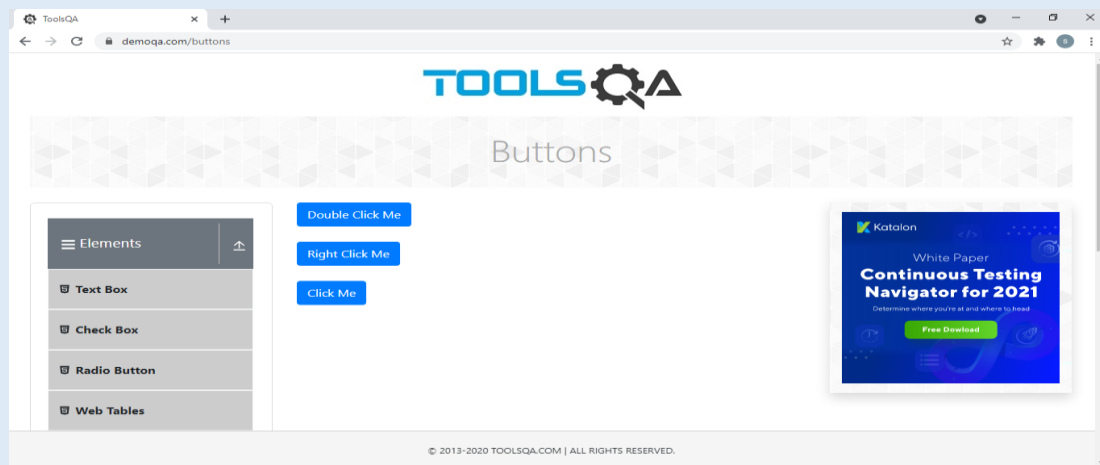 ToolsQA
demoqa.com/buttons
TOOLSQA
Buttons
Elements
Text Box
Check Box
Radio Button
Web Tables
Double Click Me
Right Click Me
Click Me
Katalon
White Paper
Continuous Testing
Navigator for 2021
Determine where you're at and where to head
Free Dowload
© 2013-2020 TOOLSQA.COM | ALL RIGHTS RESERVED.